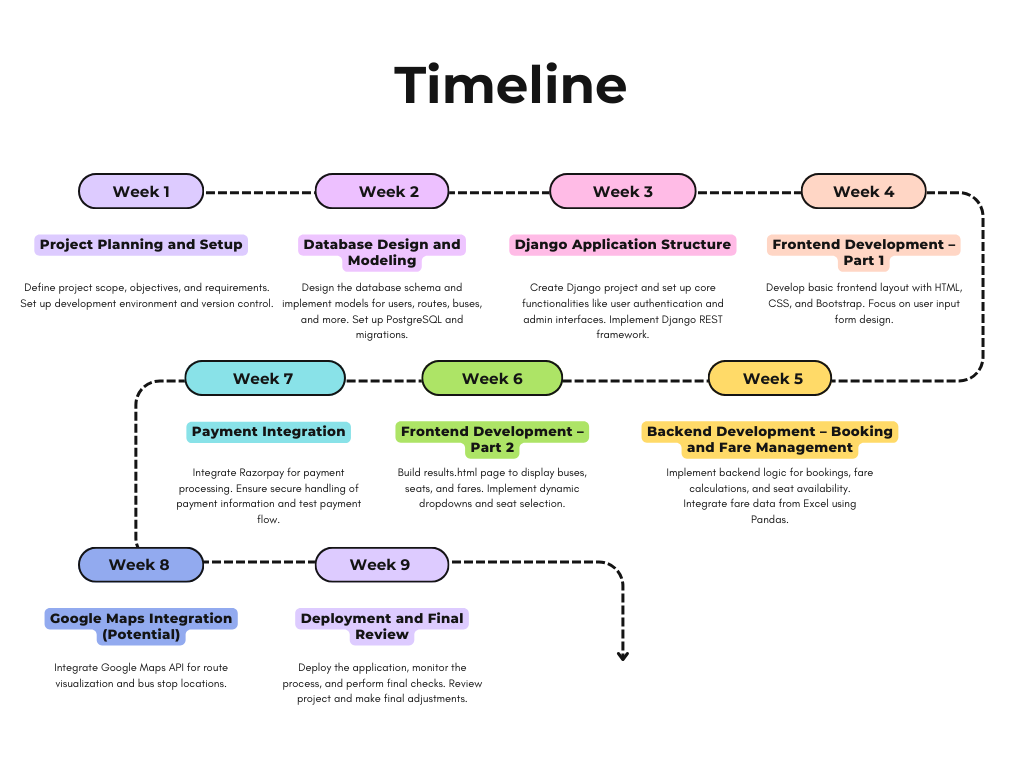 Timeline
Week 1
Week 2
Week 3
Week 4
Project Planning and Setup
Define project scope, objectives, and requirements.
Set up development environment and version control.
Database Design and
Modeling
Design the database schema and
implement models for users, routes, buses,
and more. Set up PostgreSQL and
migrations.
Django Application Structure
Create Django project and set up core
functionalities like user authentication and
admin interfaces. Implement Django REST
framework.
Frontend Development –
Part 1
Develop basic frontend layout with HTML,
CSS, and Bootstrap. Focus on user input
form design.
Week 7
Week 6
Week 5
Payment Integration
Integrate Razorpay for payment
processing. Ensure secure handling of
payment information and test payment
flow.
Frontend Development –
Part 2
Build results.html page to display buses,
seats, and fares. Implement dynamic
dropdowns and seat selection.
Backend Development – Booking
and Fare Management
Implement backend logic for bookings, fare
calculations, and seat availability.
Integrate fare data from Excel using
Pandas.
Week 8
Week 9
Google Maps Integration
(Potential)
Integrate Google Maps API for route
visualization and bus stop locations.
Deployment and Final
Review
Deploy the application, monitor the
process, and perform final checks. Review
project and make final adjustments.